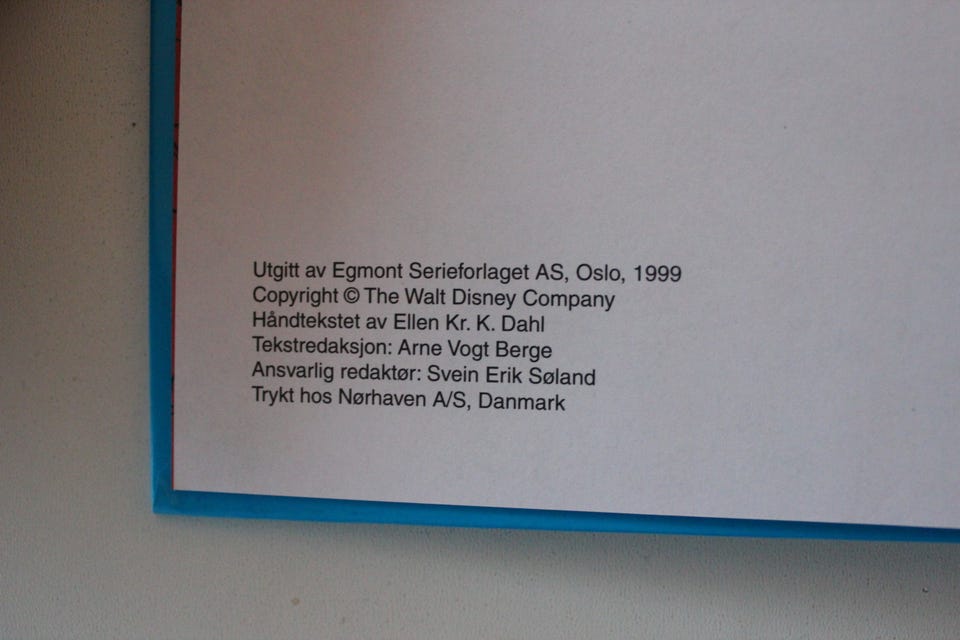 Utgitt av Egmont Serieforlaget AS, Oslo, 1999
Copyright © The Walt Disney Company
Håndtekstet av Ellen Kr. K. Dahl
Tekstredaksjon: Arne Vogt Berge
Ansvarlig redaktør: Svein Erik Søland
Trykt hos Nørhaven A/S, Danmark